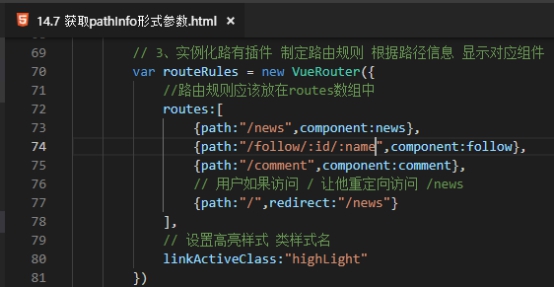 14.7 获取pathInfo形式参数.html
69 // 3、实例化路有插件 制定路由规则 根据路径信息 显示对应组件
70 var routeRules = new VueRouter({
71 //路由规则应该放在routes数组中
72 routes:[
73 {path:"/news",component:news},
74 {path:"/follow/:id/:name",component:follow},
75 {path:"/comment",component:comment},
76 // 用户如果访问 / 让他重定向访问 /news
77 {path:"/",redirect:"/news"}
78 ],
79 // 设置高亮样式 类样式名
80 linkActiveClass:"highLight"
81 })